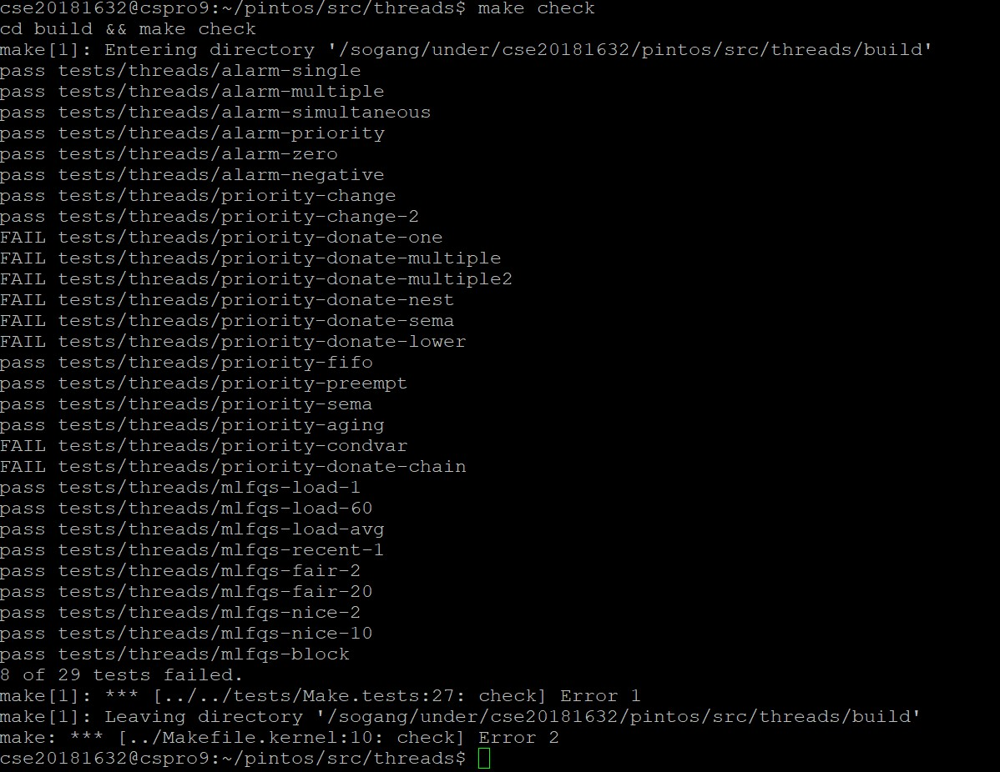 cse20181632@cspro9:~/pintos/src/threads$ make check
cd build && make check
make[1]: Entering directory '/sogang/under/cse20181632/pintos/src/threads/build'
pass tests/threads/alarm-single
pass tests/threads/alarm-multiple
pass tests/threads/alarm-simultaneous
pass tests/threads/alarm-priority
pass tests/threads/alarm-zero
pass tests/threads/alarm-negative
pass tests/threads/priority-change
pass tests/threads/priority-change-2
FAIL tests/threads/priority-donate-one
FAIL tests/threads/priority-donate-multiple
FAIL tests/threads/priority-donate-multiple2
FAIL tests/threads/priority-donate-nest
FAIL tests/threads/priority-donate-sema
FAIL tests/threads/priority-donate-lower
pass tests/threads/priority-fifo
pass tests/threads/priority-preempt
pass tests/threads/priority-sema
pass tests/threads/priority-aging
FAIL tests/threads/priority-condvar
FAIL tests/threads/priority-donate-chain
pass tests/threads/mlfqs-load-1
pass tests/threads/mlfqs-load-60
pass tests/threads/mlfqs-load-avg
pass tests/threads/mlfqs-recent-1
pass tests/threads/mlfqs-fair-2
pass tests/threads/mlfqs-fair-20
pass tests/threads/mlfqs-nice-2
pass tests/threads/mlfqs-nice-10
pass tests/threads/mlfqs-block
8 of 29 tests failed.
make[1]: *** [../../tests/Make.tests:27: check] Error 1
make[1]: Leaving directory '/sogang/under/cse20181632/pintos/src/threads/build'
make: *** [../Makefile.kernel:10: check] Error 2
cse20181632@cspro9:~/pintos/src/threads$